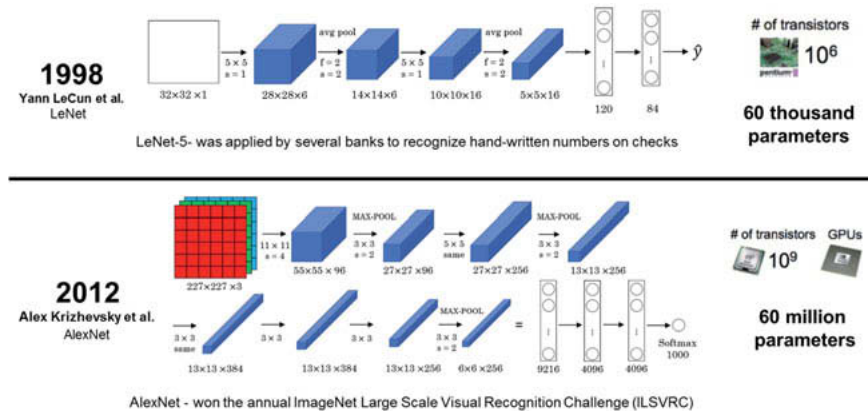 1998
Yann LeCun et al.
LeNet
32×32×1
5 × 5
s = 1
28×28×6
avg pool
f = 2
s = 2
14×14×6
5 × 5
s = 1
10×10×16
avg pool
f = 2
s = 2
5×5×16
120
84
ŷ
# of transistors
10⁶
pentium
60 thousand
parameters
LeNet-5- was applied by several banks to recognize hand-written numbers on checks
2012
Alex Krizhevsky et al.
AlexNet
227×227×3
11 × 11
s = 4
55×55 × 96
MAX-POOL
3 × 3
s = 2
27×27 ×96
5 × 5
same
27×27 ×256
MAX-POOL
3 × 3
s = 2
13×13 ×256
3 × 3
same
13×13 ×384
3 × 3
13×13 ×384
3 × 3
13×13 ×256
MAX-POOL
3 × 3
s = 2
6×6 ×256
=
9216
4096
4096
Softmax
1000
# of transistors
10⁹
GPUs
60 million
parameters
AlexNet - won the annual ImageNet Large Scale Visual Recognition Challenge (ILSVRC)